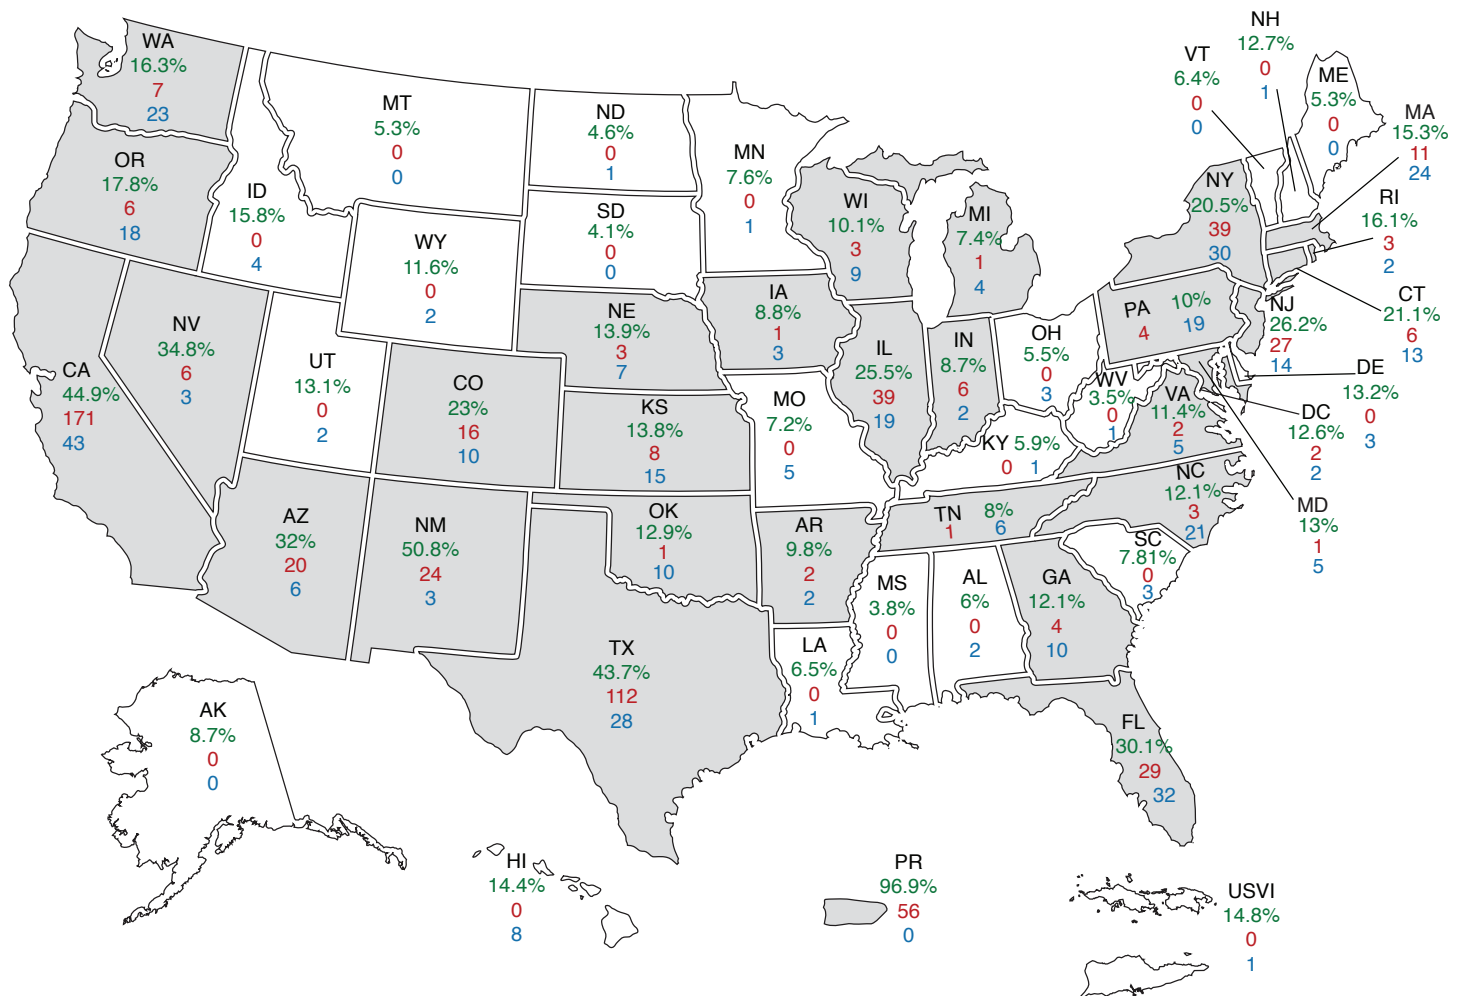 WA
16.3%
7
23
OR
17.8%
6
18
CA
44.9%
171
43
NV
34.8%
6
3
ID
15.8%
0
4
MT
5.3%
0
0
WY
11.6%
0
2
UT
13.1%
0
2
CO
23%
16
10
AZ
32%
20
6
NM
50.8%
24
3
ND
4.6%
0
1
SD
4.1%
0
0
NE
13.9%
3
7
KS
13.8%
8
15
OK
12.9%
1
10
TX
43.7%
112
28
MN
7.6%
0
1
IA
8.8%
1
3
MO
7.2%
0
5
AR
9.8%
2
2
LA
6.5%
0
1
WI
10.1%
3
9
IL
25.5%
39
19
MI
7.4%
1
4
IN
8.7%
6
2
OH
5.5%
0
3
KY 5.9%
0 1
TN 8%
1 6
MS
3.8%
0
0
AL
6%
0
2
GA
12.1%
4
10
FL
30.1%
29
32
SC
7.81%
0
3
NC
12.1%
3
21
VA
11.4%
2
5
WV
3.5%
0
1
PA 10%
4 19
NY
20.5%
39
30
VT
6.4%
0
0
NH
12.7%
0
1
ME
5.3%
0
0
MA
15.3%
11
24
RI
16.1%
3
2
CT
21.1%
6
13
NJ
26.2%
27
14
DE
13.2%
0
3
DC
12.6%
2
2
MD
13%
1
5
AK
8.7%
0
0
HI
14.4%
0
8
PR
96.9%
56
0
USVI
14.8%
0
1